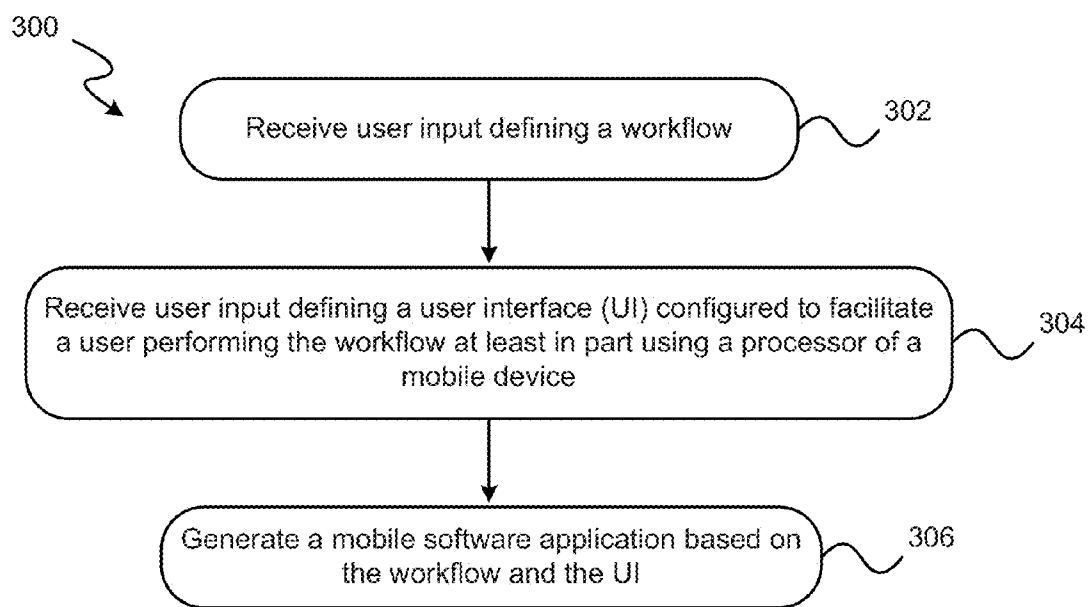 300
Receive user input defining a workflow
302
Receive user input defining a user interface (UI) configured to facilitate
a user performing the workflow at least in part using a processor of a
mobile device
304
Generate a mobile software application based on
the workflow and the UI
306